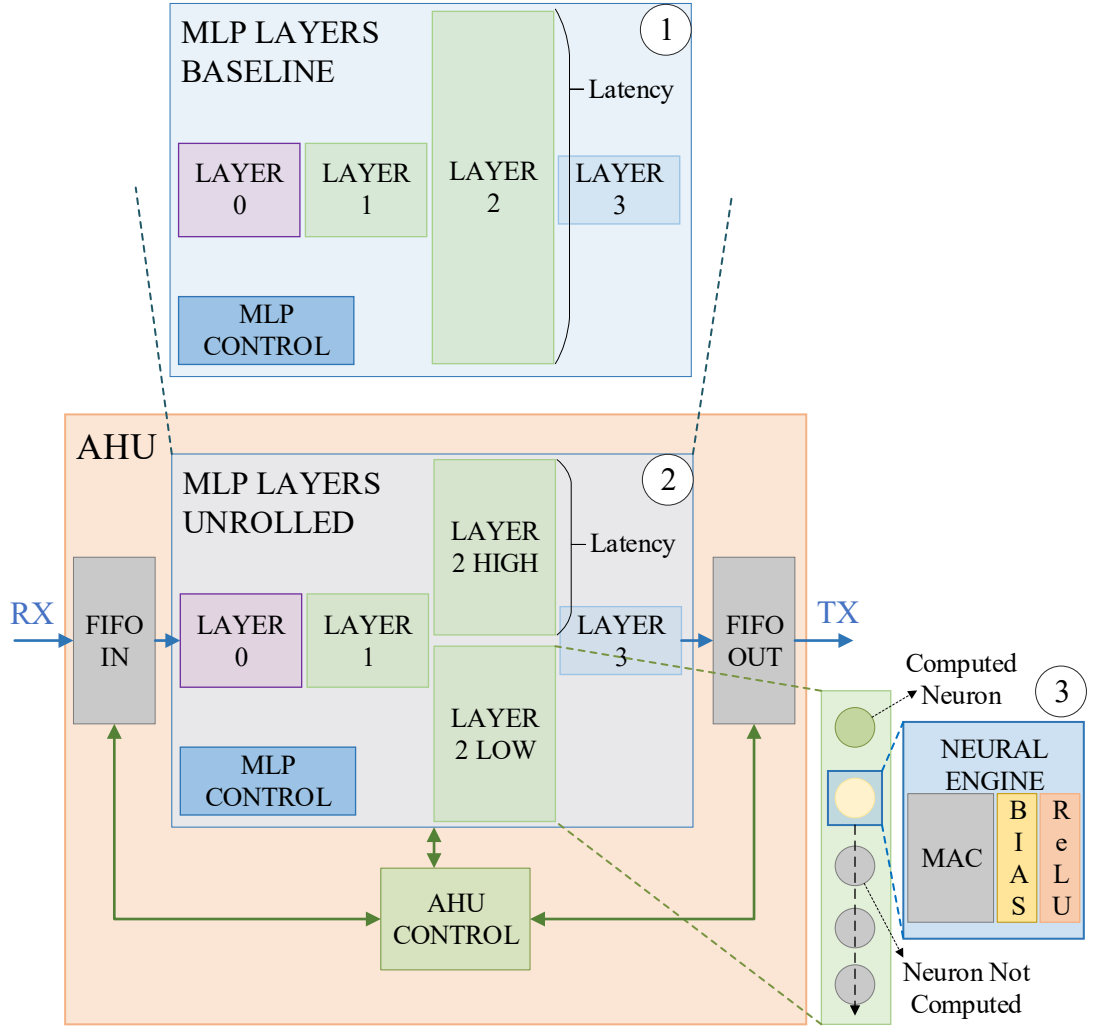 MLP LAYERS
BASELINE
1
Latency
LAYER
0
LAYER
1
LAYER
2
LAYER
3
MLP
CONTROL
AHU
MLP LAYERS
UNROLLED
2
LAYER
2 HIGH
Latency
RX
FIFO
IN
LAYER
0
LAYER
1
LAYER
3
FIFO
OUT
TX
LAYER
2 LOW
MLP
CONTROL
AHU
CONTROL
Computed
Neuron
3
NEURAL
ENGINE
MAC
BIAS
ReLU
Neuron Not
Computed